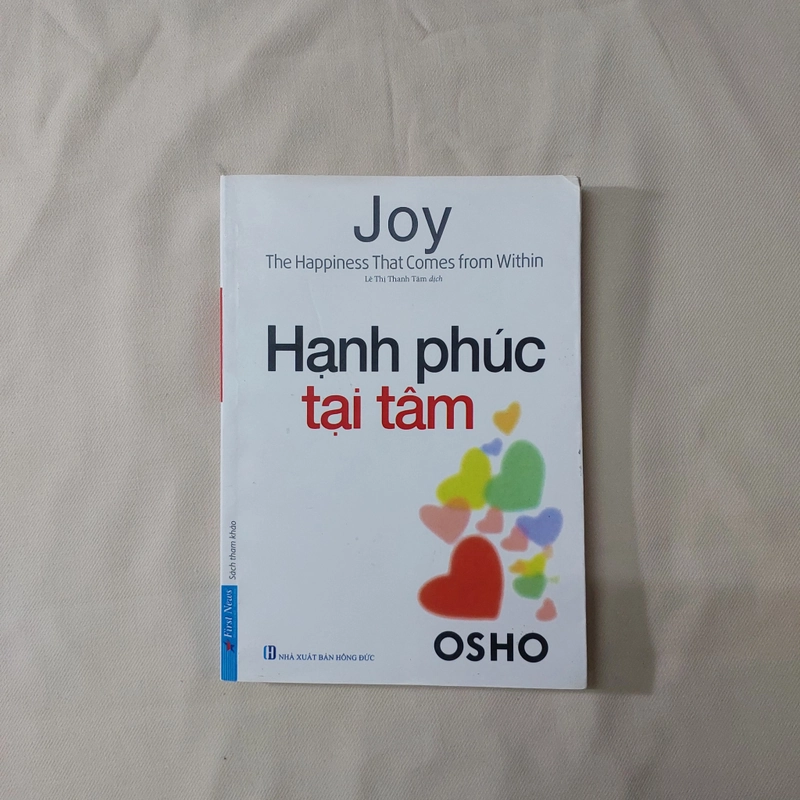 Joy
The Happiness That Comes from Within
Lê Thị Thanh Tâm dịch
Hạnh phúc
tại tâm
OSHO
NHÀ XUẤT BẢN HỒNG ĐỨC
Sách tham khảo
First News